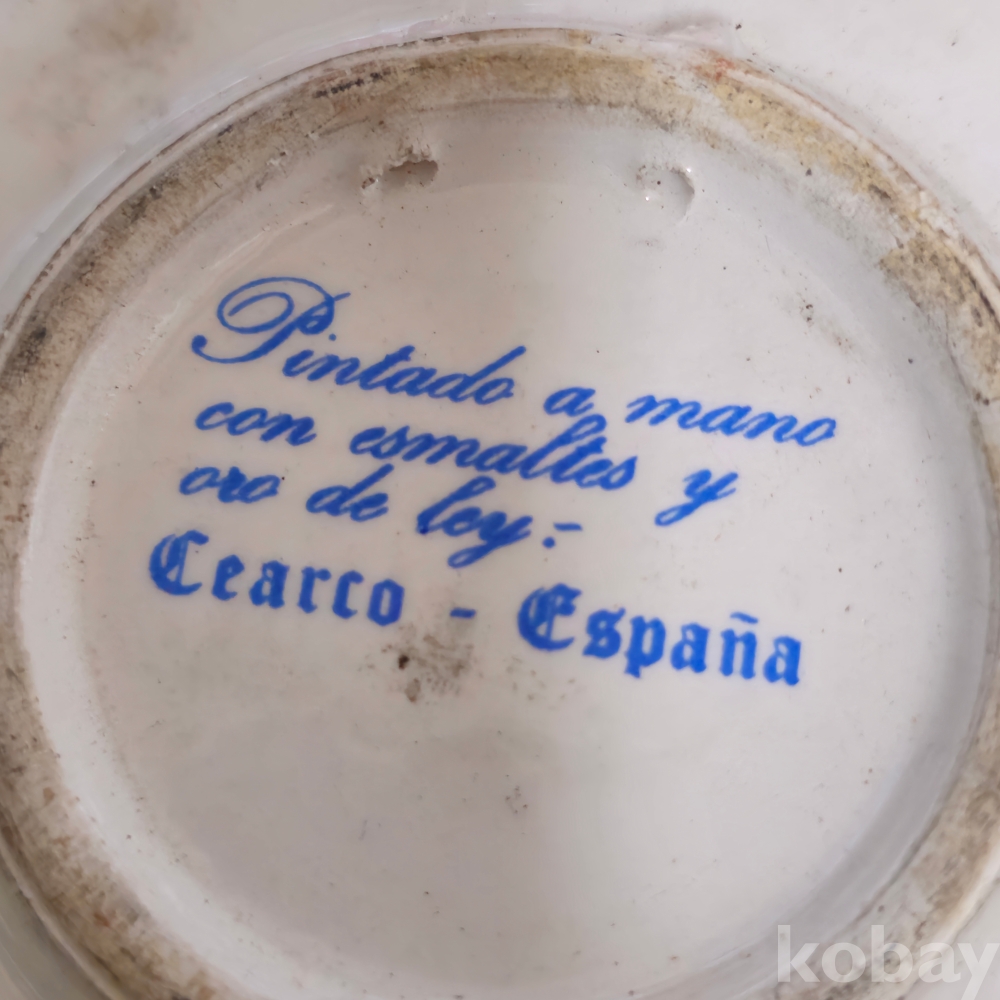 Pintado a mano
con esmaltes y
oro de ley:-
Cearco - España
kobay